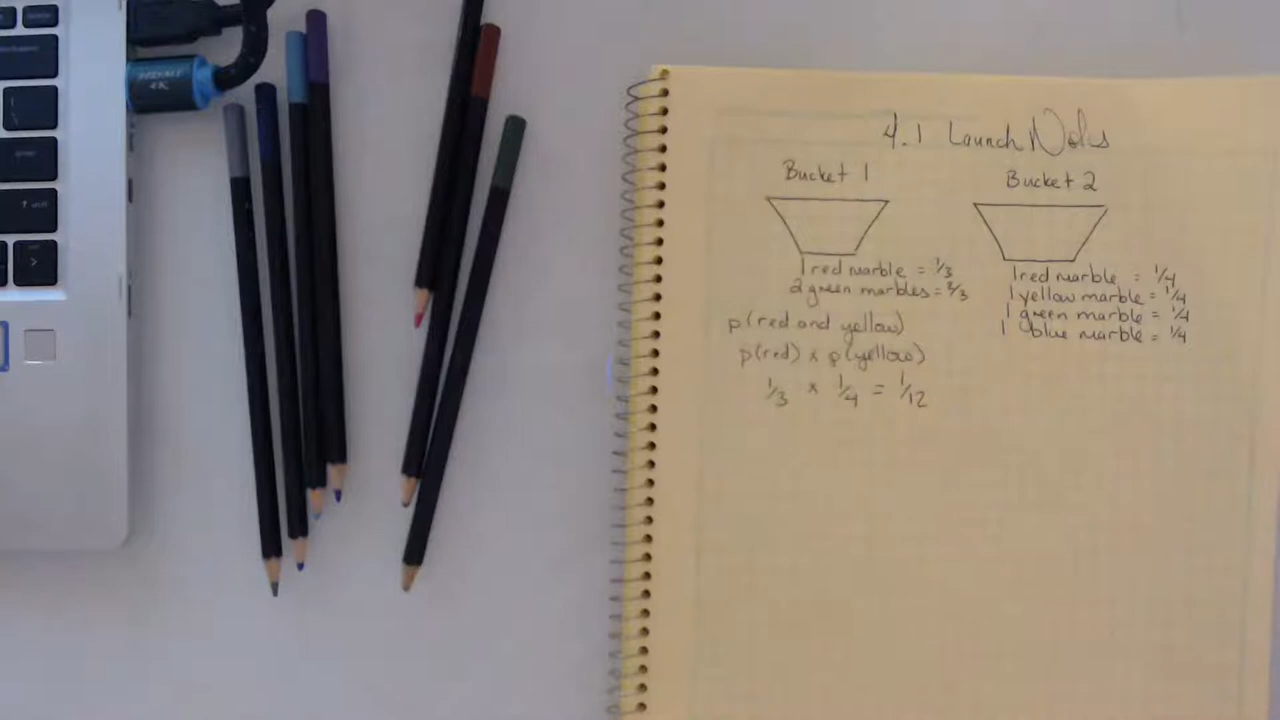 4.1 Launch Notes
Bucket 1
Bucket 2
1 red marble = 1/3
2 green marbles = 2/3
1 red marble = 1/4
1 yellow marble = 1/4
1 green marble = 1/4
1 blue marble = 1/4
p(red and yellow)
p(red) x p(yellow)
1/3 x 1/4 = 1/12
4K
shift
>